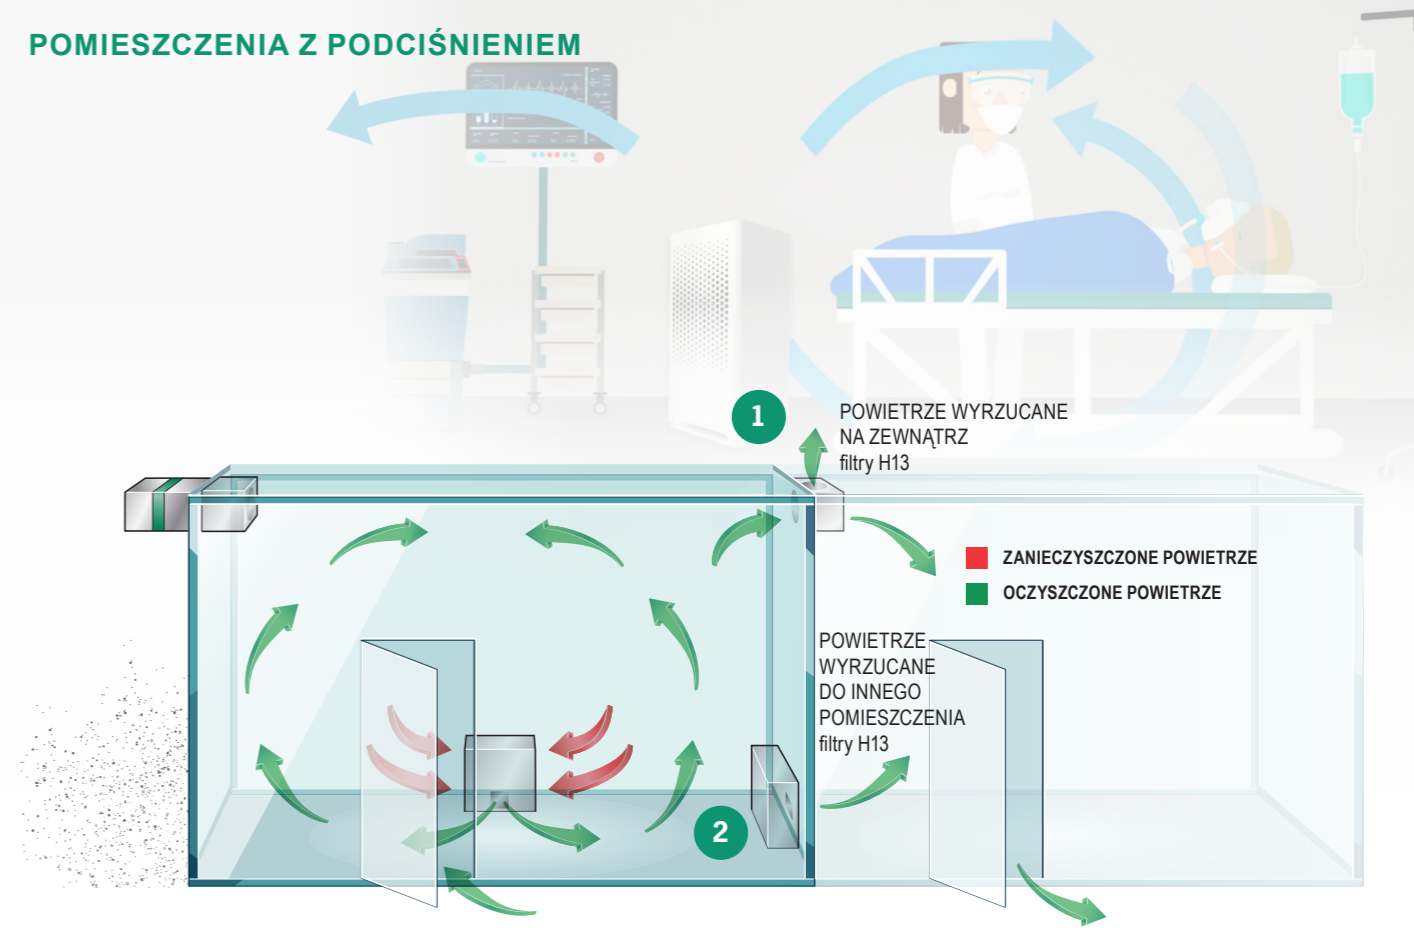 POMIESZCZENIA Z PODCIŚNIENIEM
1
POWIETRZE WYRZUCANE
NA ZEWNĄTRZ
filtry H13
ZANIECZYSZCZONE POWIETRZE
OCZYSZCZONE POWIETRZE
POWIETRZE
WYRZUCANE
DO INNEGO
POMIESZCZENIA
filtry H13
2